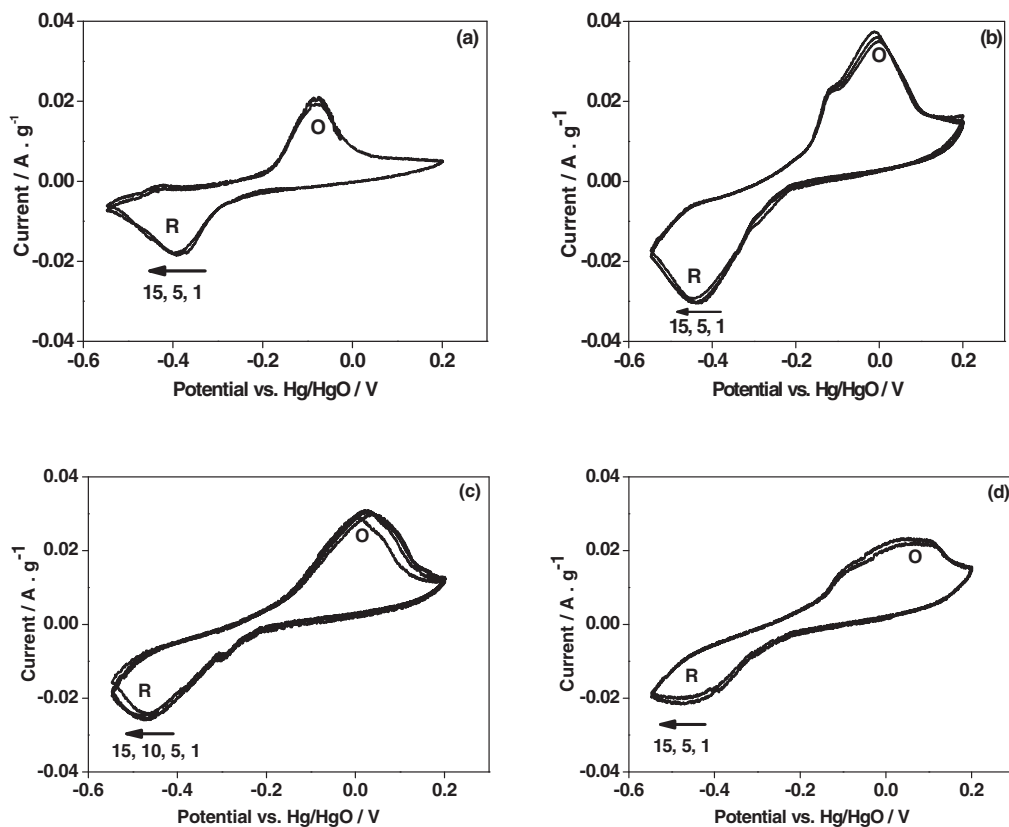 (a)
0.04
0.02
0.00
-0.02
-0.04
Current / A . g⁻¹
O
R
15, 5, 1
-0.6 -0.4 -0.2 0.0 0.2
Potential vs. Hg/HgO / V
(b)
0.04
0.02
0.00
-0.02
-0.04
Current / A . g⁻¹
O
R
15, 5, 1
-0.6 -0.4 -0.2 0.0 0.2
Potential vs. Hg/HgO / V
(c)
0.04
0.02
0.00
-0.02
-0.04
Current / A . g⁻¹
O
R
15, 10, 5, 1
-0.6 -0.4 -0.2 0.0 0.2
Potential vs. Hg/HgO / V
(d)
0.04
0.02
0.00
-0.02
-0.04
Current / A . g⁻¹
O
R
15, 5, 1
-0.6 -0.4 -0.2 0.0 0.2
Potential vs. Hg/HgO / V